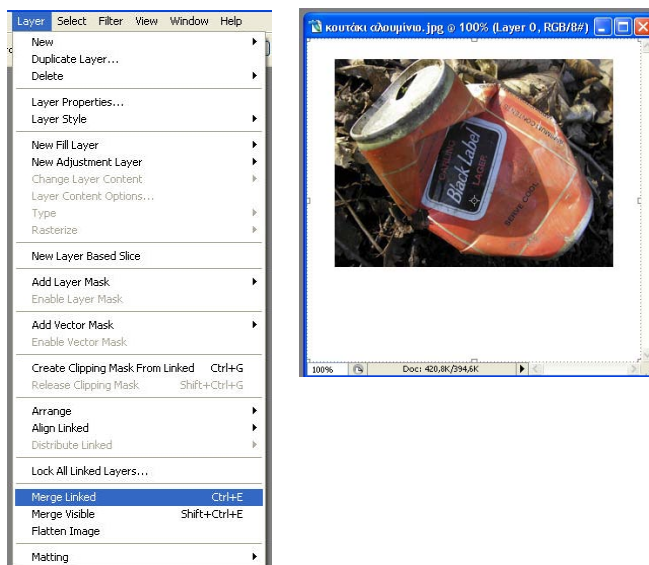 Layer Select Filter View Window Help
New
Duplicate Layer...
Delete
Layer Properties...
Layer Style
New Fill Layer
New Adjustment Layer
Change Layer Content
Layer Content Options...
Type
Rasterize
New Layer Based Slice
Add Layer Mask
Enable Layer Mask
Add Vector Mask
Enable Vector Mask
Create Clipping Mask From Linked Ctrl+G
Release Clipping Mask Shift+Ctrl+G
Arrange
Align Linked
Distribute Linked
Lock All Linked Layers...
Merge Linked Ctrl+E
Merge Visible Shift+Ctrl+E
Flatten Image
Matting
κουτάκι αλουμίνιο.jpg @ 100% (Layer 0, RGB/8#)
CARLING
Black Label
LAGER
SERVE COOL
100% Doc: 420,8K/394,6K